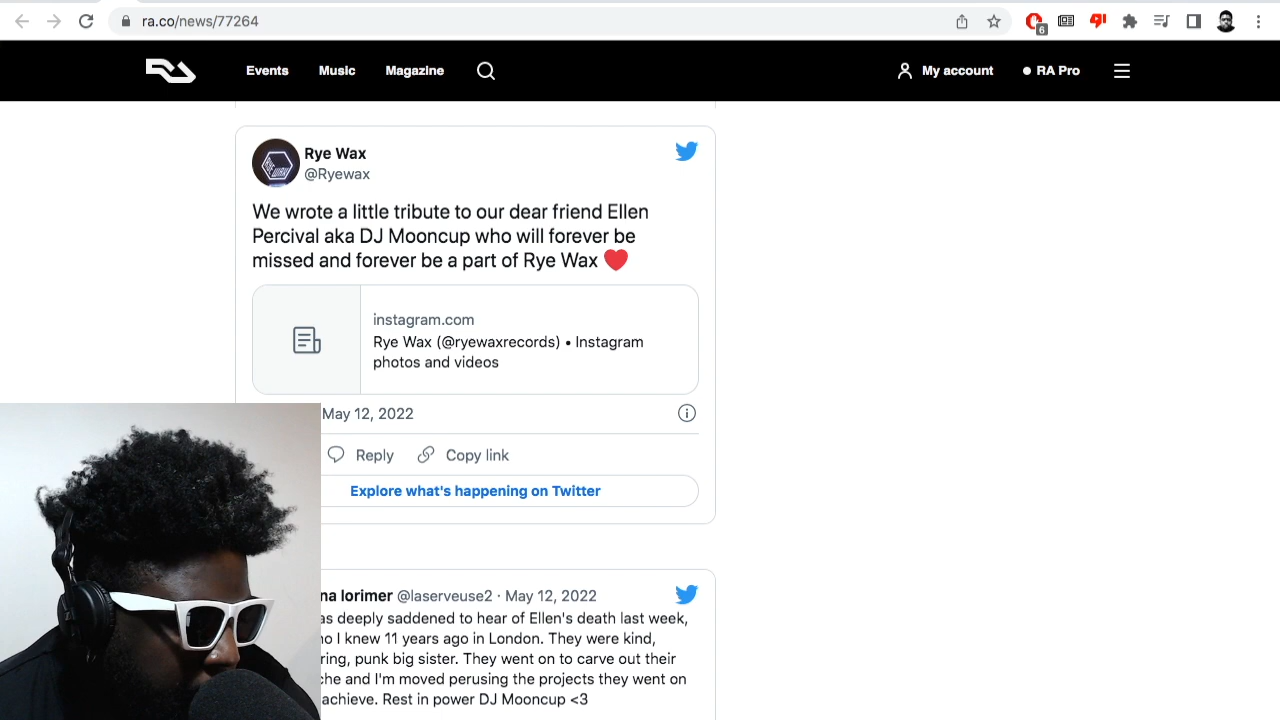 ra.co/news/77264
6
Events Music Magazine My account RA Pro
Rye Wax
@Ryewax
We wrote a little tribute to our dear friend Ellen
Percival aka DJ Mooncup who will forever be
missed and forever be a part of Rye Wax ❤️
instagram.com
Rye Wax (@ryewaxrecords) • Instagram
photos and videos
May 12, 2022
Reply Copy link
Explore what's happening on Twitter
lorimer @laserveuse2 · May 12, 2022
deeply saddened to hear of Ellen's death last week,
I knew 11 years ago in London. They were kind,
punk big sister. They went on to carve out their
and I'm moved perusing the projects they went on
achieve. Rest in power DJ Mooncup <3